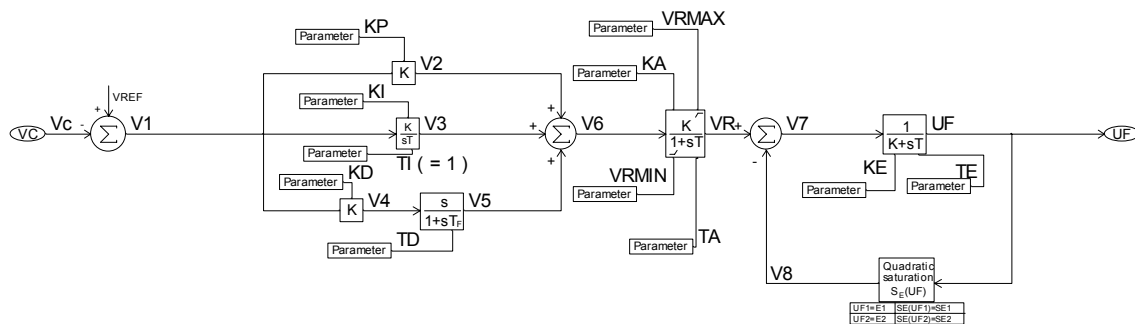 VRMAX
Parameter
KP
Parameter
V2
K
KA
Parameter
VREF
+
+
KI
Parameter
VC
Vc
-
Σ
V1
K
sT
V3
+
Σ
V6
K
1+sT
VR
+
Σ
V7
1
K+sT
UF
UF
Parameter
TI ( = 1 )
+
-
VRMIN
Parameter
KE
Parameter
TE
Parameter
KD
Parameter
K
V4
s
1+sTF
V5
TD
Parameter
TA
Parameter
V8
Quadratic
saturation
SE(UF)
UF1=E1 SE(UF1)=SE1
UF2=E2 SE(UF2)=SE2